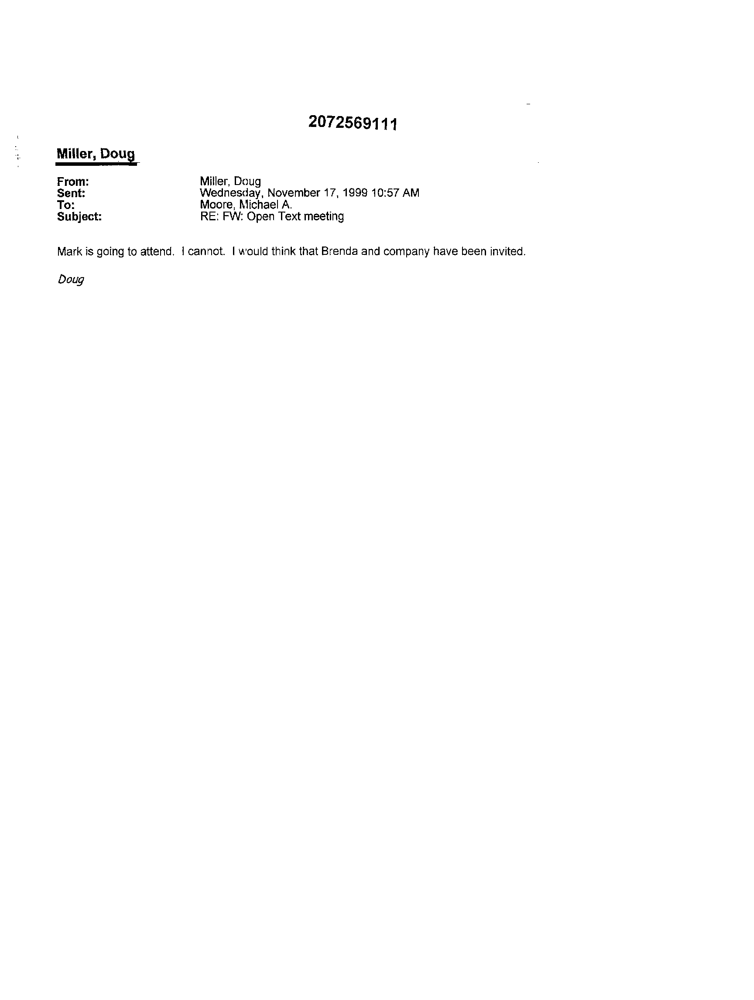 2072569111
Miller, Doug
From: Miller, Doug
Sent: Wednesday, November 17, 1999 10:57 AM
To: Moore, Michael A.
Subject: RE: FW: Open Text meeting
Mark is going to attend. I cannot. I would think that Brenda and company have been invited.
Doug